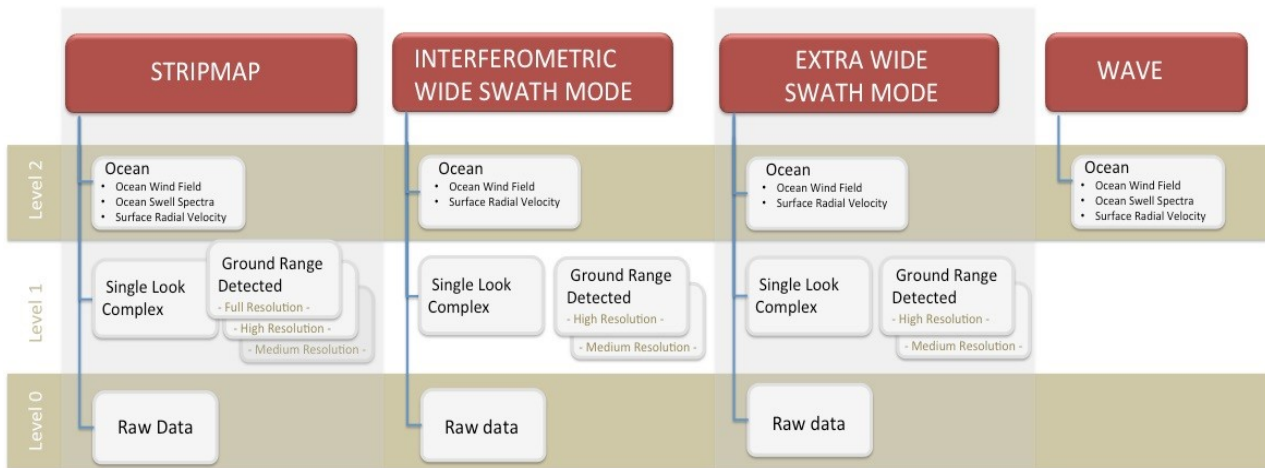 STRIPMAP
INTERFEROMETRIC
WIDE SWATH MODE
EXTRA WIDE
SWATH MODE
WAVE
Level 2
Ocean
• Ocean Wind Field
• Ocean Swell Spectra
• Surface Radial Velocity
Ocean
• Ocean Wind Field
• Surface Radial Velocity
Ocean
• Ocean Wind Field
• Surface Radial Velocity
Ocean
• Ocean Wind Field
• Ocean Swell Spectra
• Surface Radial Velocity
Level 1
Single Look
Complex
Ground Range
Detected
- Full Resolution -
- High Resolution -
- Medium Resolution -
Single Look
Complex
Ground Range
Detected
- High Resolution -
- Medium Resolution -
Single Look
Complex
Ground Range
Detected
- High Resolution -
- Medium Resolution -
Level 0
Raw Data
Raw data
Raw data